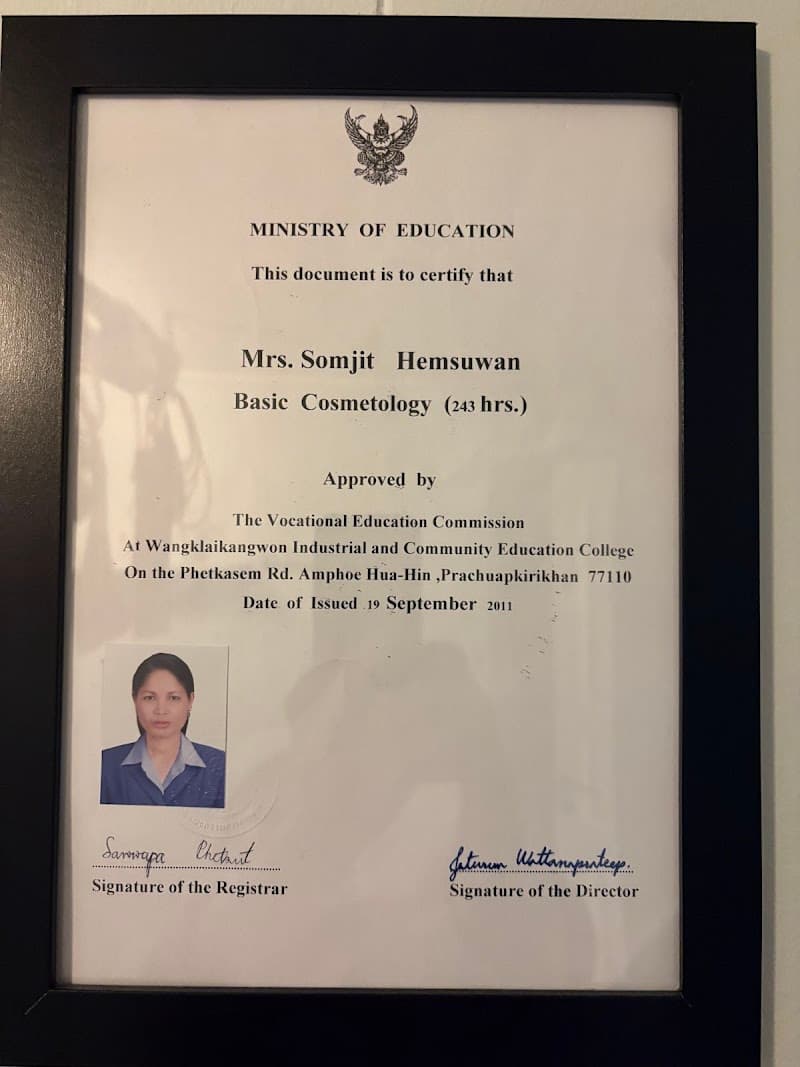 MINISTRY OF EDUCATION
This document is to certify that
Mrs. Somjit Hemsuwan
Basic Cosmetology (243 hrs.)
Approved by
The Vocational Education Commission
At Wangklaikangwon Industrial and Community Education College
On the Phetkasem Rd. Amphoe Hua-Hin ,Prachuapkirikhan 77110
Date of Issued 19 September 2011
Signature of the Registrar
Signature of the Director